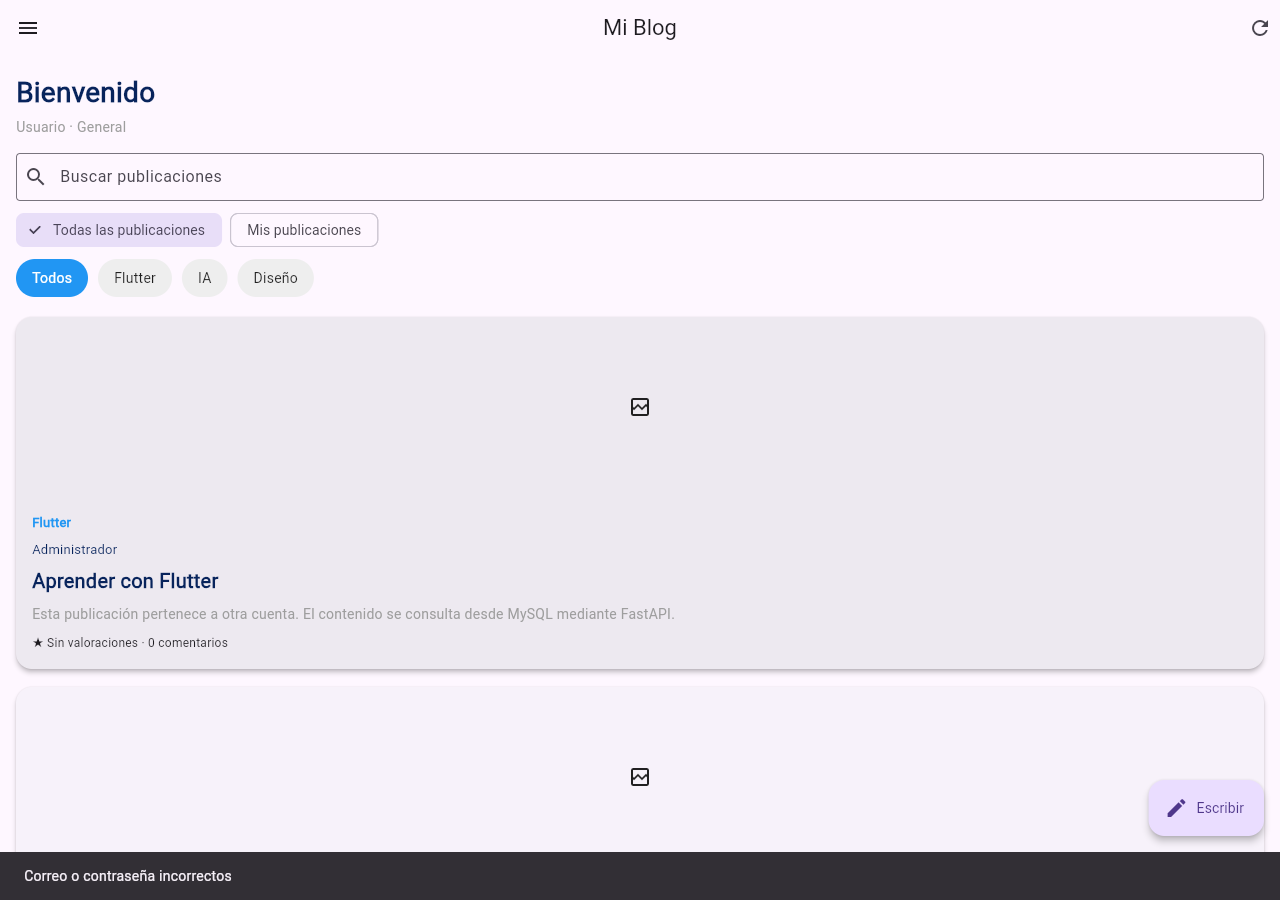 Mi Blog
Bienvenido
Usuario · General
Buscar publicaciones
Todas las publicaciones
Mis publicaciones
Todos
Flutter
IA
Diseño
Flutter
Administrador
Aprender con Flutter
Esta publicación pertenece a otra cuenta. El contenido se consulta desde MySQL mediante FastAPI.
★ Sin valoraciones · 0 comentarios
Escribir
Correo o contraseña incorrectos